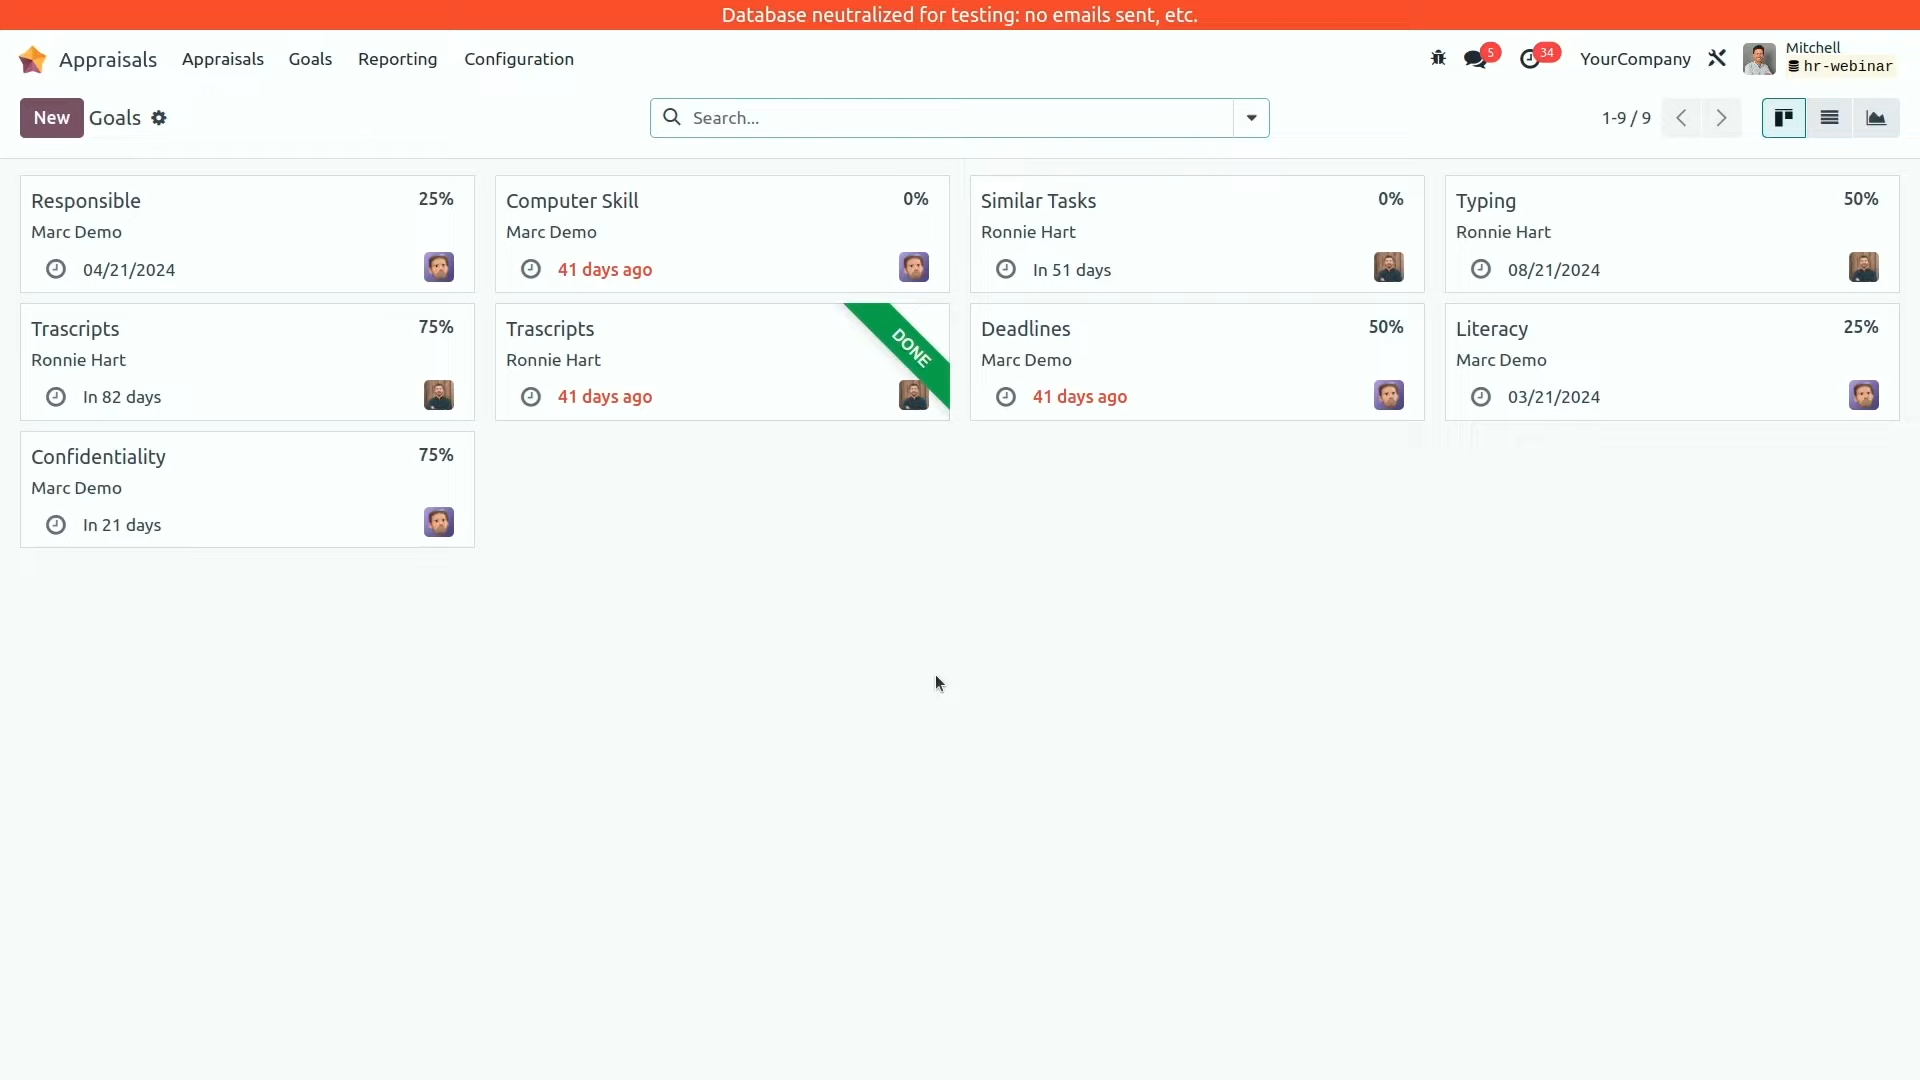 Database neutralized for testing: no emails sent, etc.
Appraisals Appraisals Goals Reporting Configuration 5 34 YourCompany Mitchell
hr-webinar
New Goals Search... 1-9 / 9
Responsible 25%
Marc Demo
04/21/2024
Computer Skill 0%
Marc Demo
41 days ago
Similar Tasks 0%
Ronnie Hart
In 51 days
Typing 50%
Ronnie Hart
08/21/2024
Trascripts 75%
Ronnie Hart
In 82 days
Trascripts DONE
Ronnie Hart
41 days ago
Deadlines 50%
Marc Demo
41 days ago
Literacy 25%
Marc Demo
03/21/2024
Confidentiality 75%
Marc Demo
In 21 days